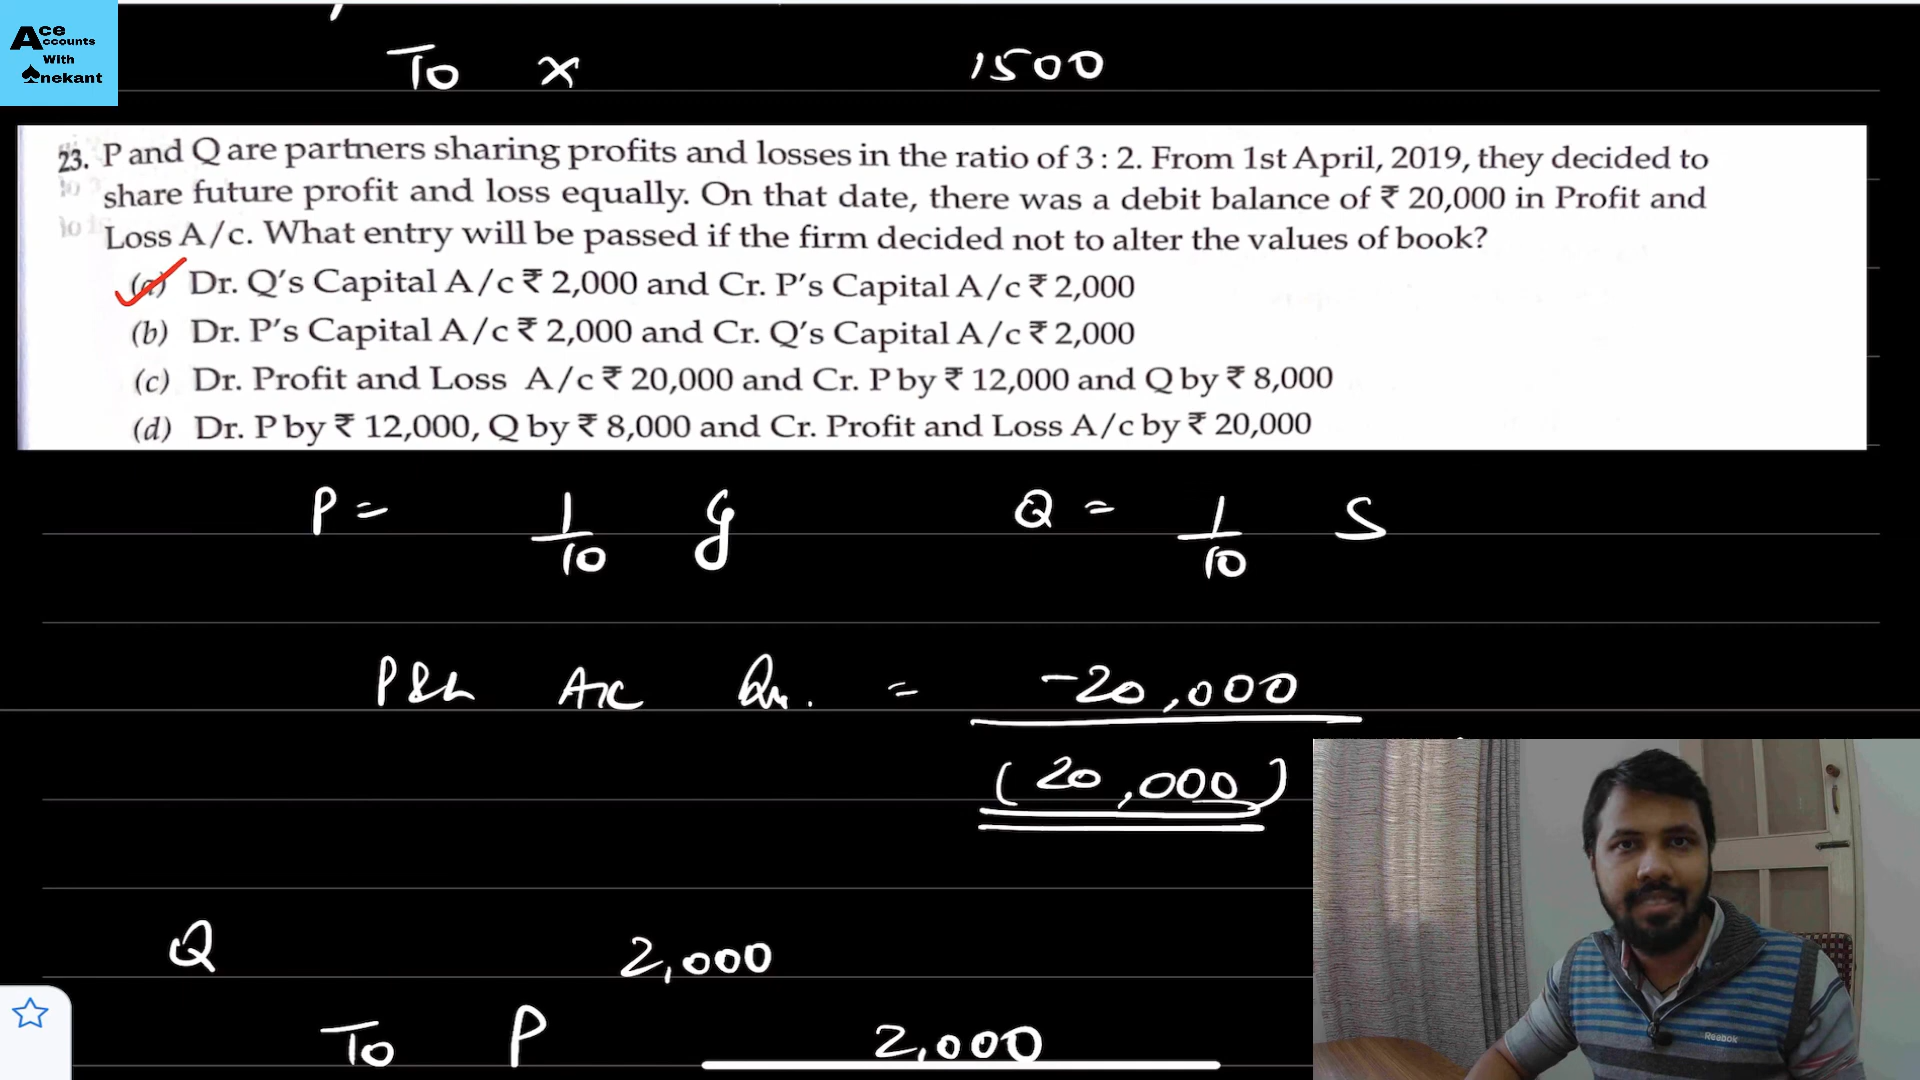 Ace
Accounts
With
Anekant
To x 1500
23. P and Q are partners sharing profits and losses in the ratio of 3 : 2. From 1st April, 2019, they decided to
share future profit and loss equally. On that date, there was a debit balance of ₹ 20,000 in Profit and
Loss A/c. What entry will be passed if the firm decided not to alter the values of book?
(a) Dr. Q's Capital A/c ₹ 2,000 and Cr. P's Capital A/c ₹ 2,000
(b) Dr. P's Capital A/c ₹ 2,000 and Cr. Q's Capital A/c ₹ 2,000
(c) Dr. Profit and Loss A/c ₹ 20,000 and Cr. P by ₹ 12,000 and Q by ₹ 8,000
(d) Dr. P by ₹ 12,000, Q by ₹ 8,000 and Cr. Profit and Loss A/c by ₹ 20,000
P = 1/10 g Q = 1/10 S
P&L A/C Dr. = -20,000
(20,000)
Q 2,000
To P 2,000
Reebok